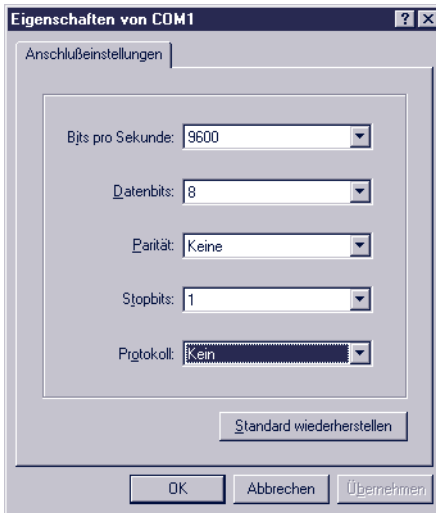 Eigenschaften von COM1
Anschlußeinstellungen
Bits pro Sekunde: 9600
Datenbits: 8
Parität: Keine
Stopbits: 1
Protokoll: Kein
Standard wiederherstellen
OK Abbrechen Übernehmen